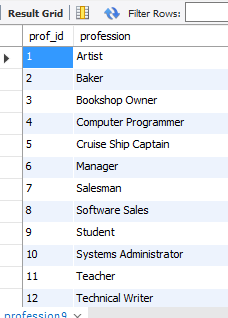 Result Grid Filter Rows:
prof_id profession
1 Artist
2 Baker
3 Bookshop Owner
4 Computer Programmer
5 Cruise Ship Captain
6 Manager
7 Salesman
8 Software Sales
9 Student
10 Systems Administrator
11 Teacher
12 Technical Writer
profession9